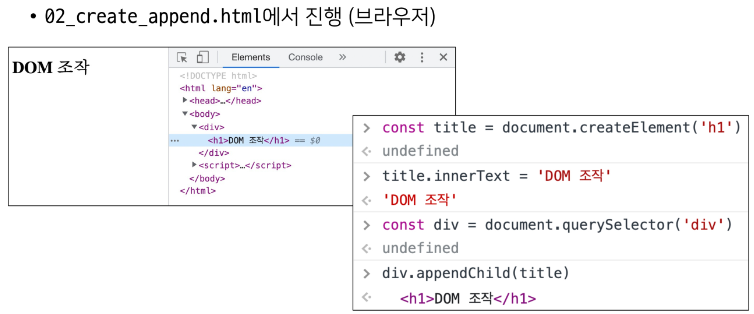 • 02_create_append.html에서 진행 (브라우저)
DOM 조작
Elements Console »
<!DOCTYPE html>
<html lang="en">
▶<head>…</head>
▼<body>
▼<div>
··· <h1>DOM 조작</h1> == $0
</div>
▶<script>…</script>
</body>
</html>
> const title = document.createElement('h1')
<· undefined
> title.innerText = 'DOM 조작'
<· 'DOM 조작'
> const div = document.querySelector('div')
<· undefined
> div.appendChild(title)
<· <h1>DOM 조작</h1>